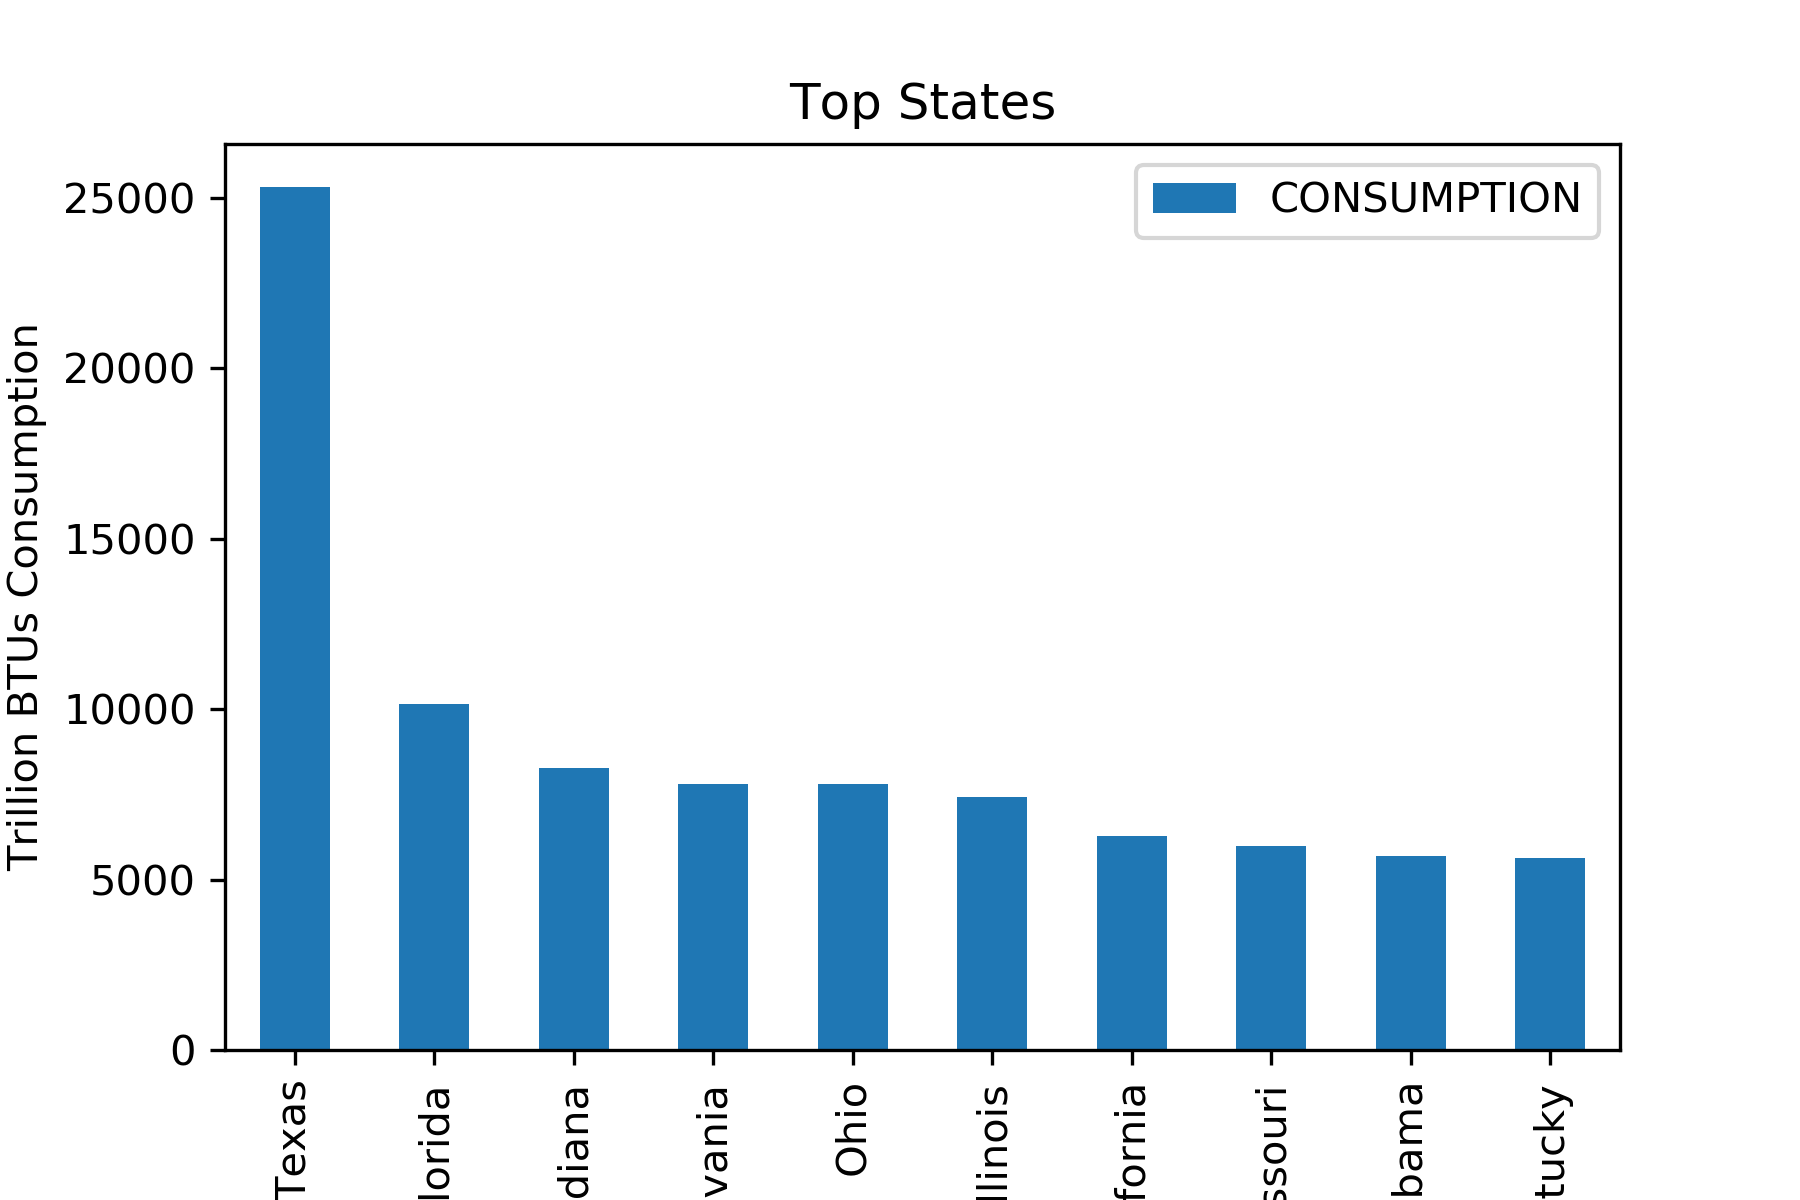 Top States
CONSUMPTION
Trillion BTUs Consumption
25000
20000
15000
10000
5000
0
Texas
lorida
diana
vania
Ohio
llinois
fornia
ssouri
bama
tucky